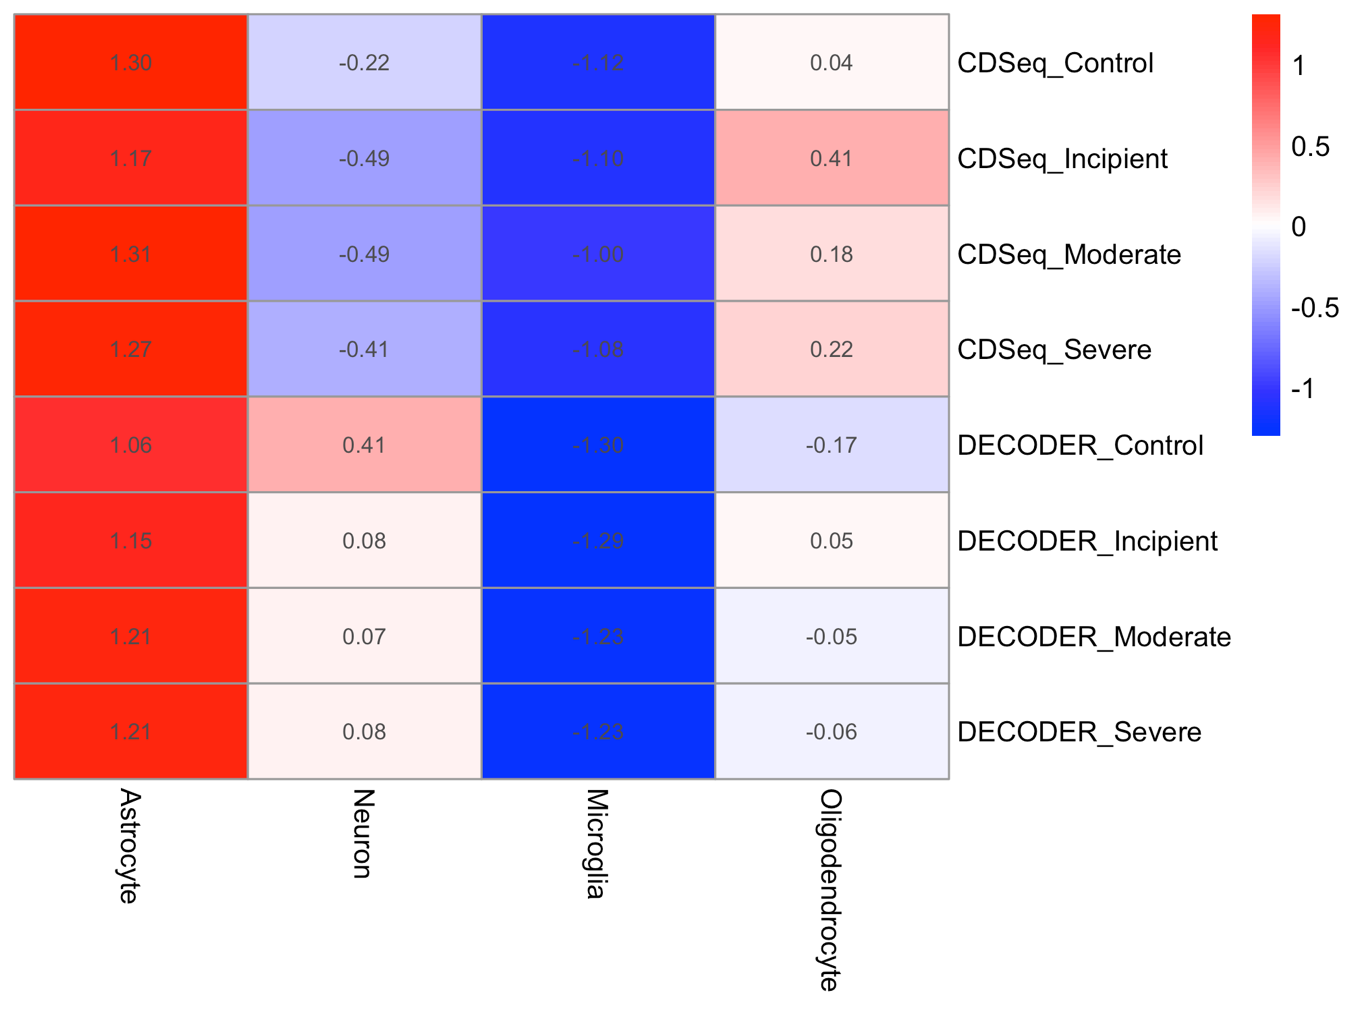 1.30 -0.22 -1.12 0.04 CDSeq_Control
1.17 -0.49 -1.10 0.41 CDSeq_Incipient
1.31 -0.49 -1.00 0.18 CDSeq_Moderate
1.27 -0.41 -1.08 0.22 CDSeq_Severe
1.06 0.41 -1.30 -0.17 DECODER_Control
1.15 0.08 -1.29 0.05 DECODER_Incipient
1.21 0.07 -1.23 -0.05 DECODER_Moderate
1.21 0.08 -1.23 -0.06 DECODER_Severe
Astrocyte
Neuron
Microglia
Oligodendrocyte
1
0.5
0
-0.5
-1